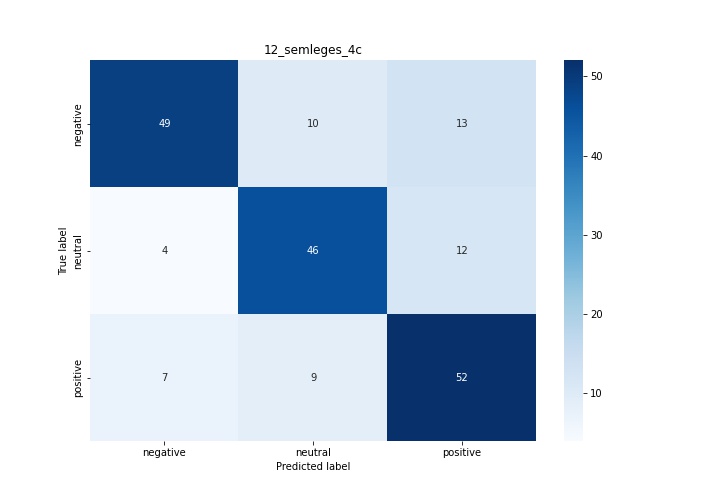 12_semleges_4c
negative 49 10 13
neutral 4 46 12
positive 7 9 52
True label
negative neutral positive
Predicted label
50
40
30
20
10